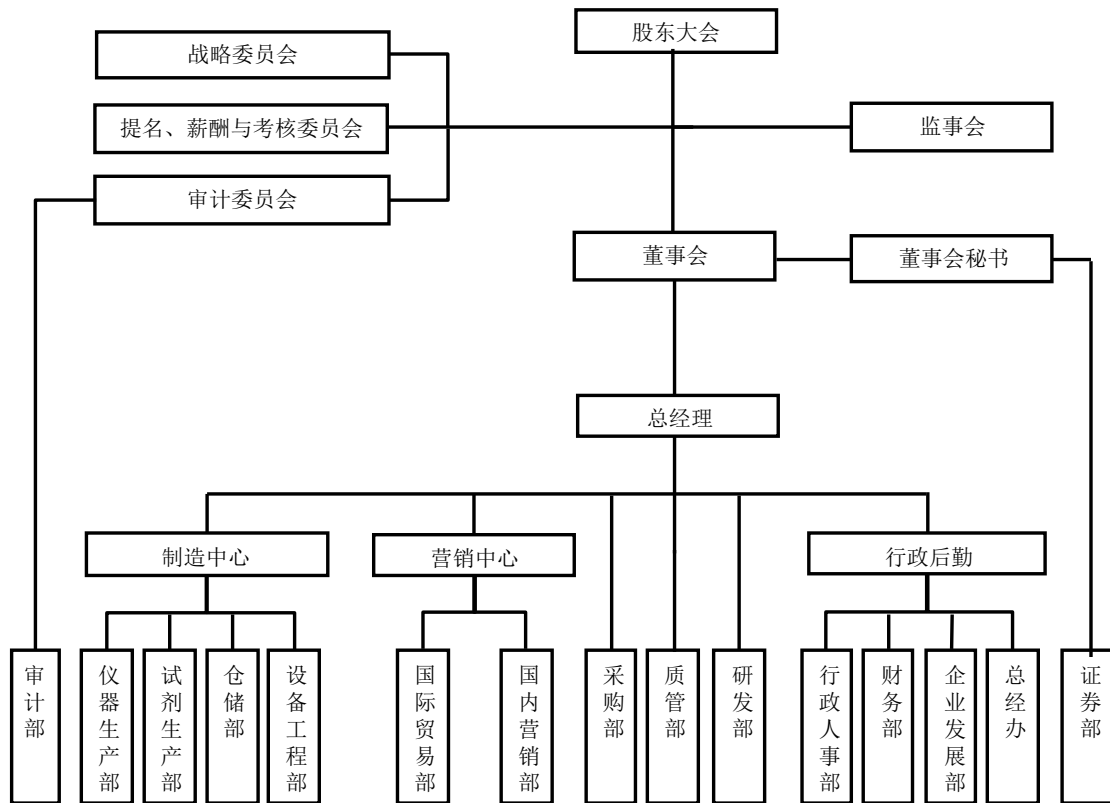 股东大会
战略委员会
提名、薪酬与考核委员会
监事会
审计委员会
董事会
董事会秘书
总经理
制造中心
营销中心
行政后勤
审计部
仪器生产部
试剂生产部
仓储部
设备工程部
国际贸易部
国内营销部
采购部
质管部
研发部
行政人事部
财务部
企业发展部
总经办
证券部